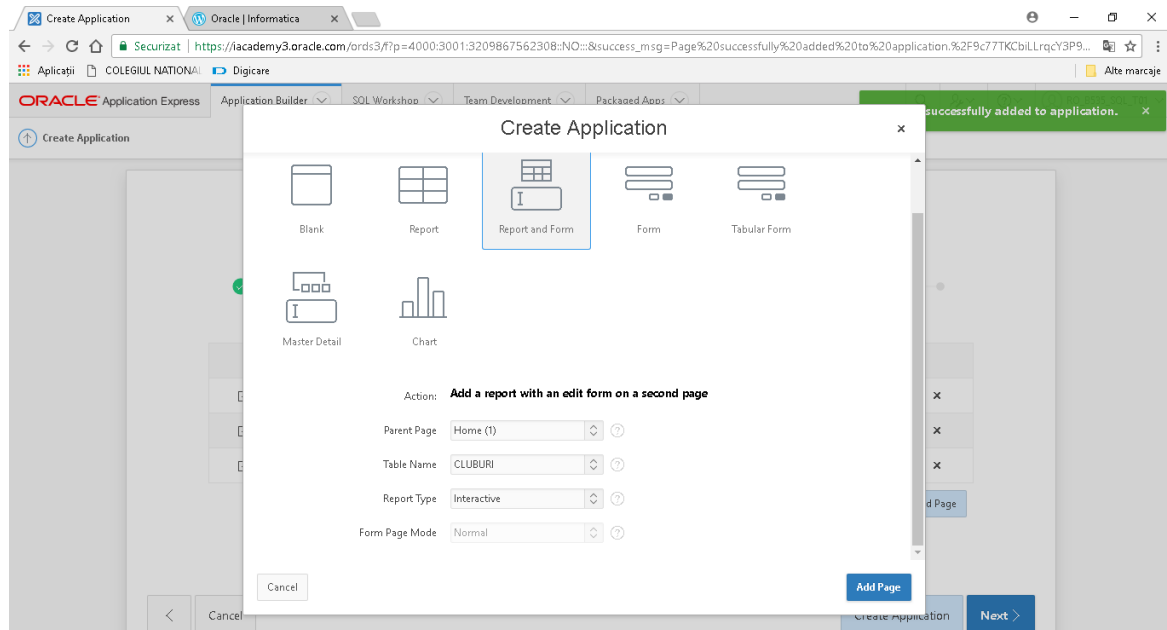 Create Application
Oracle | Informatica
Securizat
https://iacademy3.oracle.com/ords3/f?p=4000:3001:3209867562308::NO:::&success_msg=Page%20successfully%20added%20to%20application.%2F9c77TKCbiLLrqcY3P9...
Aplicații
COLEGIUL NATIONAL
Digicare
Alte marcaje
ORACLE Application Express
Application Builder
SQL Workshop
Team Development
Packaged Apps
successfully added to application.
Create Application
Create Application
Blank
Report
Report and Form
Form
Tabular Form
Master Detail
Chart
Action: Add a report with an edit form on a second page
Parent Page Home (1)
Table Name CLUBURI
Report Type Interactive
d Page
Form Page Mode Normal
Cancel
Add Page
Cancel
Create Application
Next